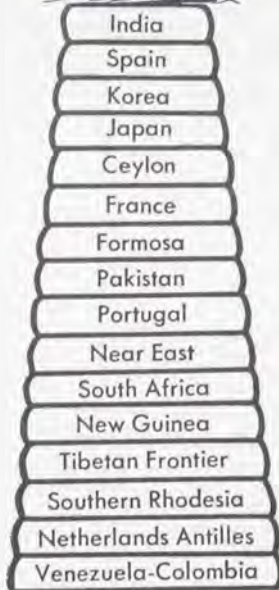 India
Spain
Korea
Japan
Ceylon
France
Formosa
Pakistan
Portugal
Near East
South Africa
New Guinea
Tibetan Frontier
Southern Rhodesia
Netherlands Antilles
Venezuela-Colombia